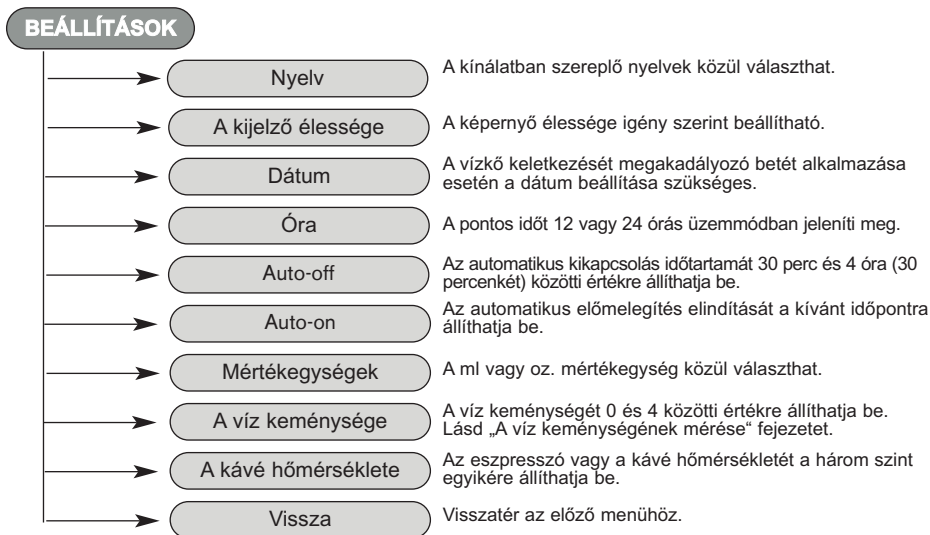 BEÁLLÍTÁSOK
Nyelv
A kínálatban szereplő nyelvek közül választhat.
A kijelző élessége
A képernyő élessége igény szerint beállítható.
Dátum
A vízkő keletkezését megakadályozó betét alkalmazása
esetén a dátum beállítása szükséges.
Óra
A pontos időt 12 vagy 24 órás üzemmódban jeleníti meg.
Auto-off
Az automatikus kikapcsolás időtartamát 30 perc és 4 óra (30
percenkét) közötti értékre állíthatja be.
Auto-on
Az automatikus előmelegítés elindítását a kívánt időpontra
állíthatja be.
Mértékegységek
A ml vagy oz. mértékegység közül választhat.
A víz keménysége
A víz keménységét 0 és 4 közötti értékre állíthatja be.
Lásd „A víz keménységének mérése“ fejezetet.
A kávé hőmérséklete
Az eszpresszó vagy a kávé hőmérsékletét a három szint
egyikére állíthatja be.
Vissza
Visszatér az előző menühöz.